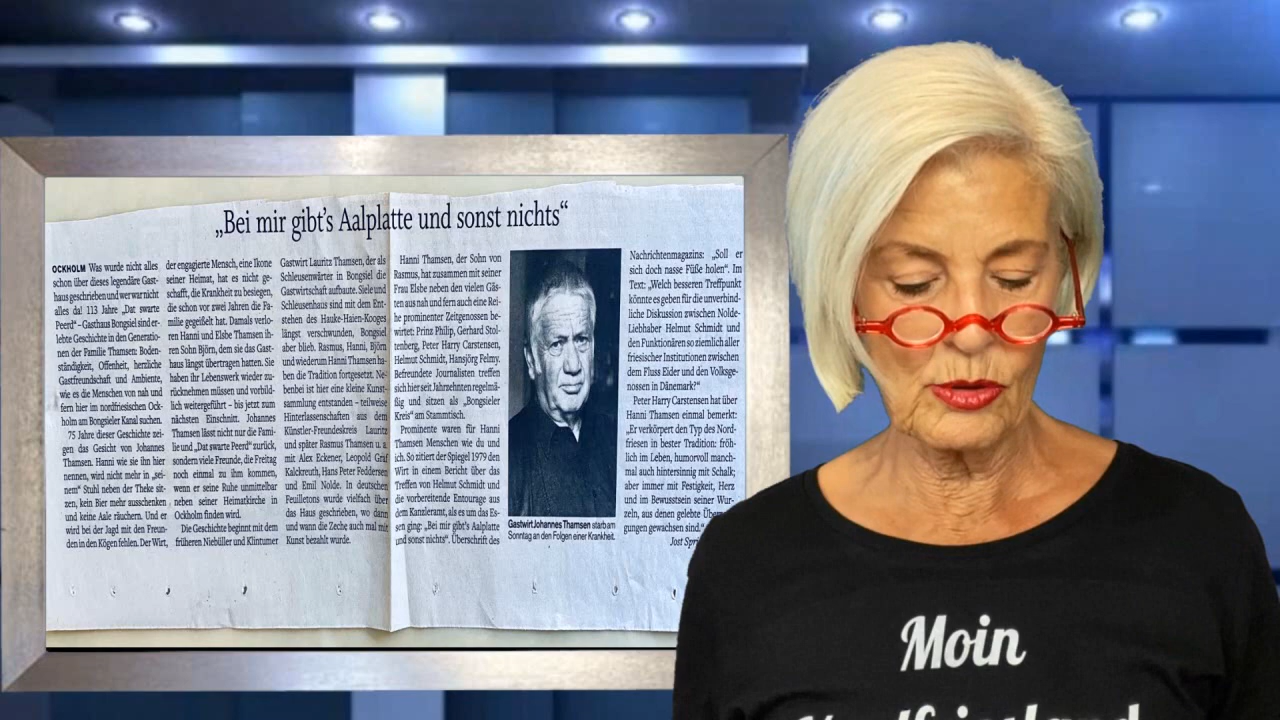 „Bei mir gibt’s Aalplatte und sonst nichts“
OCKHOLM Was wurde nicht alles
schon über dieses legendäre Gast-
haus geschrieben und wer war nicht
alles da! 113 Jahre „Dat swarte
Peerd“ – Gasthaus Bongsiel sind er-
lebte Geschichte in den Generatio-
nen der Familie Thamsen: Boden-
ständigkeit, Offenheit, herzliche
Gastfreundschaft und Ambiente,
wie es die Menschen von nah und
fern hier im nordfriesischen Ock-
holm am Bongsieler Kanal suchen.
75 Jahre dieser Geschichte zei-
gen das Gesicht von Johannes
Thamsen. Hanni wie sie ihn hier
nennen, wird nicht mehr in „sei-
nem“ Stuhl neben der Theke sit-
zen, kein Bier mehr ausschenken
und keine Aale räuchern. Und er
wird bei der Jagd mit den Freun-
den in den Kögen fehlen. Der Wirt,
der engagierte Mensch, eine Ikone
seiner Heimat, hat es nicht ge-
schafft, die Krankheit zu besiegen,
die schon vor zwei Jahren die Fa-
milie gegeißelt hat. Damals verlo-
ren Hanni und Elsbe Thamsen ih-
ren Sohn Björn, dem sie das Gast-
haus längst übertragen hatten. Sie
haben ihr Lebenswerk wieder zu-
rücknehmen müssen und vorbild-
lich weitergeführt – bis jetzt zum
nächsten Einschnitt. Johannes
Thamsen lässt nicht nur die Fami-
lie und „Dat swarte Peerd“ zurück,
sondern viele Freunde, die Freitag
noch einmal zu ihm kommen,
wenn er seine Ruhe unmittelbar
neben seiner Heimatkirche in
Ockholm finden wird.
Die Geschichte beginnt mit dem
früheren Niebüller und Klintumer
Gastwirt Lauritz Thamsen, der als
Schleusenwärter in Bongsiel die
Gastwirtschaft aufbaute. Siele und
Schleusenhaus sind mit dem Ent-
stehen des Hauke-Haien-Kooges
längst verschwunden, Bongsiel
aber blieb. Rasmus, Hanni, Björn
und wiederum Hanni Thamsen ha-
ben die Tradition fortgesetzt. Ne-
benbei ist hier eine kleine Kunst-
sammlung entstanden – teilweise
Hinterlassenschaften aus dem
Künstler-Freundeskreis Lauritz
und später Rasmus Thamsen u. a.
mit Alex Eckener, Leopold Graf
Kalckreuth, Hans Peter Feddersen
und Emil Nolde. In deutschen
Feuilletons wurde vielfach über
das Haus geschrieben, wo dann
und wann die Zeche auch mal mit
Kunst bezahlt wurde.
Hanni Thamsen, der Sohn von
Rasmus, hat zusammen mit seiner
Frau Elsbe neben den vielen Gäs-
ten aus nah und fern auch eine Rei-
he prominenter Zeitgenossen be-
wirtet: Prinz Philip, Gerhard Stol-
tenberg, Peter Harry Carstensen,
Helmut Schmidt, Hansjörg Felmy.
Befreundete Journalisten treffen
sich hier seit Jahrzehnten regelmä-
ßig und sitzen als „Bongsieler
Kreis“ am Stammtisch.
Prominente waren für Hanni
Thamsen Menschen wie du und
ich. So zitiert der Spiegel 1979 den
Wirt in einem Bericht über das
Treffen von Helmut Schmidt und
die vorbereitende Entourage aus
dem Kanzleramt, als es um das Es-
sen ging: „Bei mir gibt’s Aalplatte
und sonst nichts“. Überschrift des
Gastwirt Johannes Thamsen starb am
Sonntag an den Folgen einer Krankheit.
Nachrichtenmagazins: „Soll er
sich doch nasse Füße holen“. Im
Text: „Welch besseren Treffpunkt
könnte es geben für die unverbind-
liche Diskussion zwischen Nolde-
Liebhaber Helmut Schmidt und
den Funktionären so ziemlich aller
friesischer Institutionen zwischen
dem Fluss Eider und den Volksge-
nossen in Dänemark?“
Peter Harry Carstensen hat über
Hanni Thamsen einmal bemerkt:
„Er verkörpert den Typ des Nord-
friesen in bester Tradition: fröh-
lich im Leben, humorvoll manch-
mal auch hintersinnig mit Schalk;
aber immer mit Festigkeit, Herz
und im Bewusstsein seiner Wur-
zeln, aus denen gelebte
gungen gewachsen sind.“
Jost
Moin